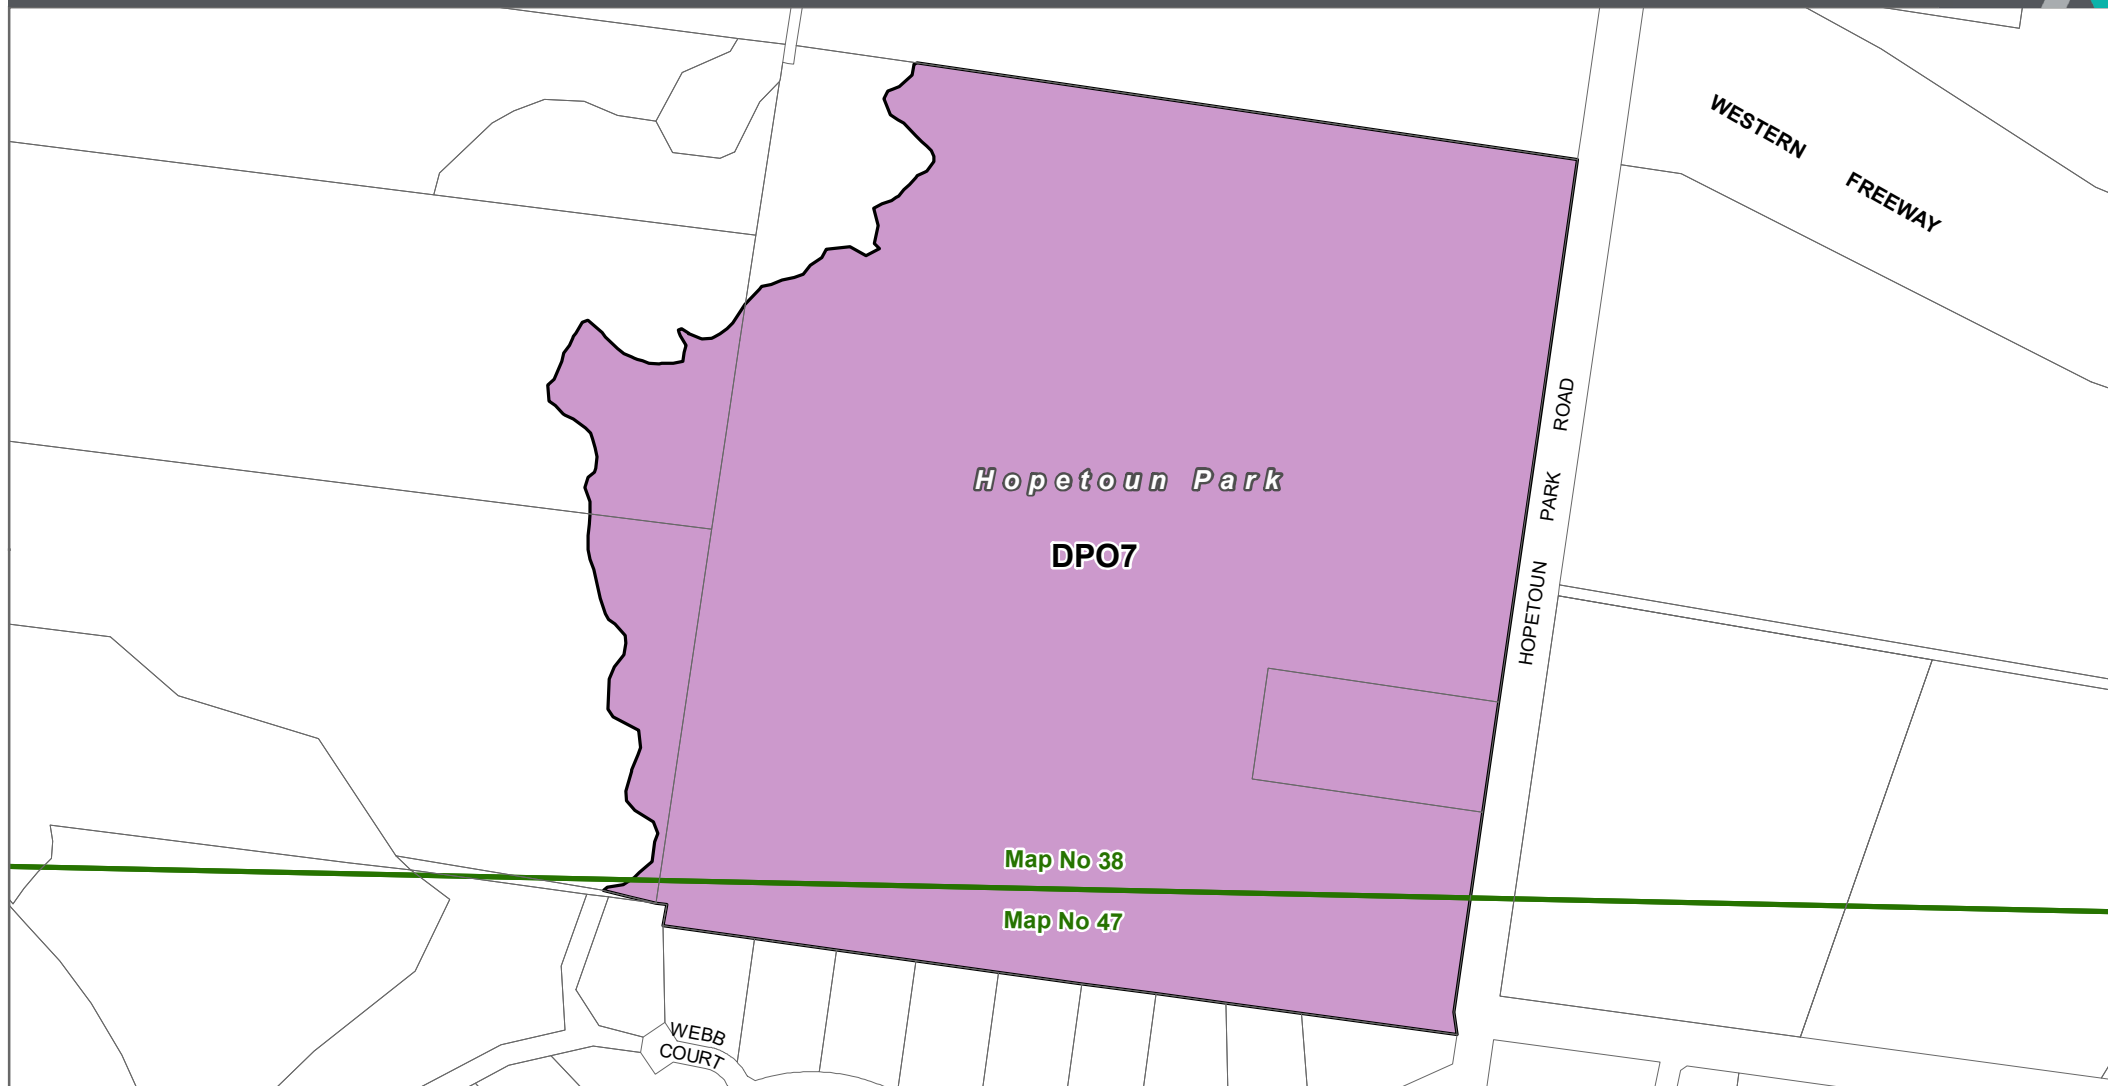 WESTERN
FREEWAY
HOPETOUN PARK ROAD
Hopetoun Park
DPO7
Map No 38
Map No 47
WEBB
COURT